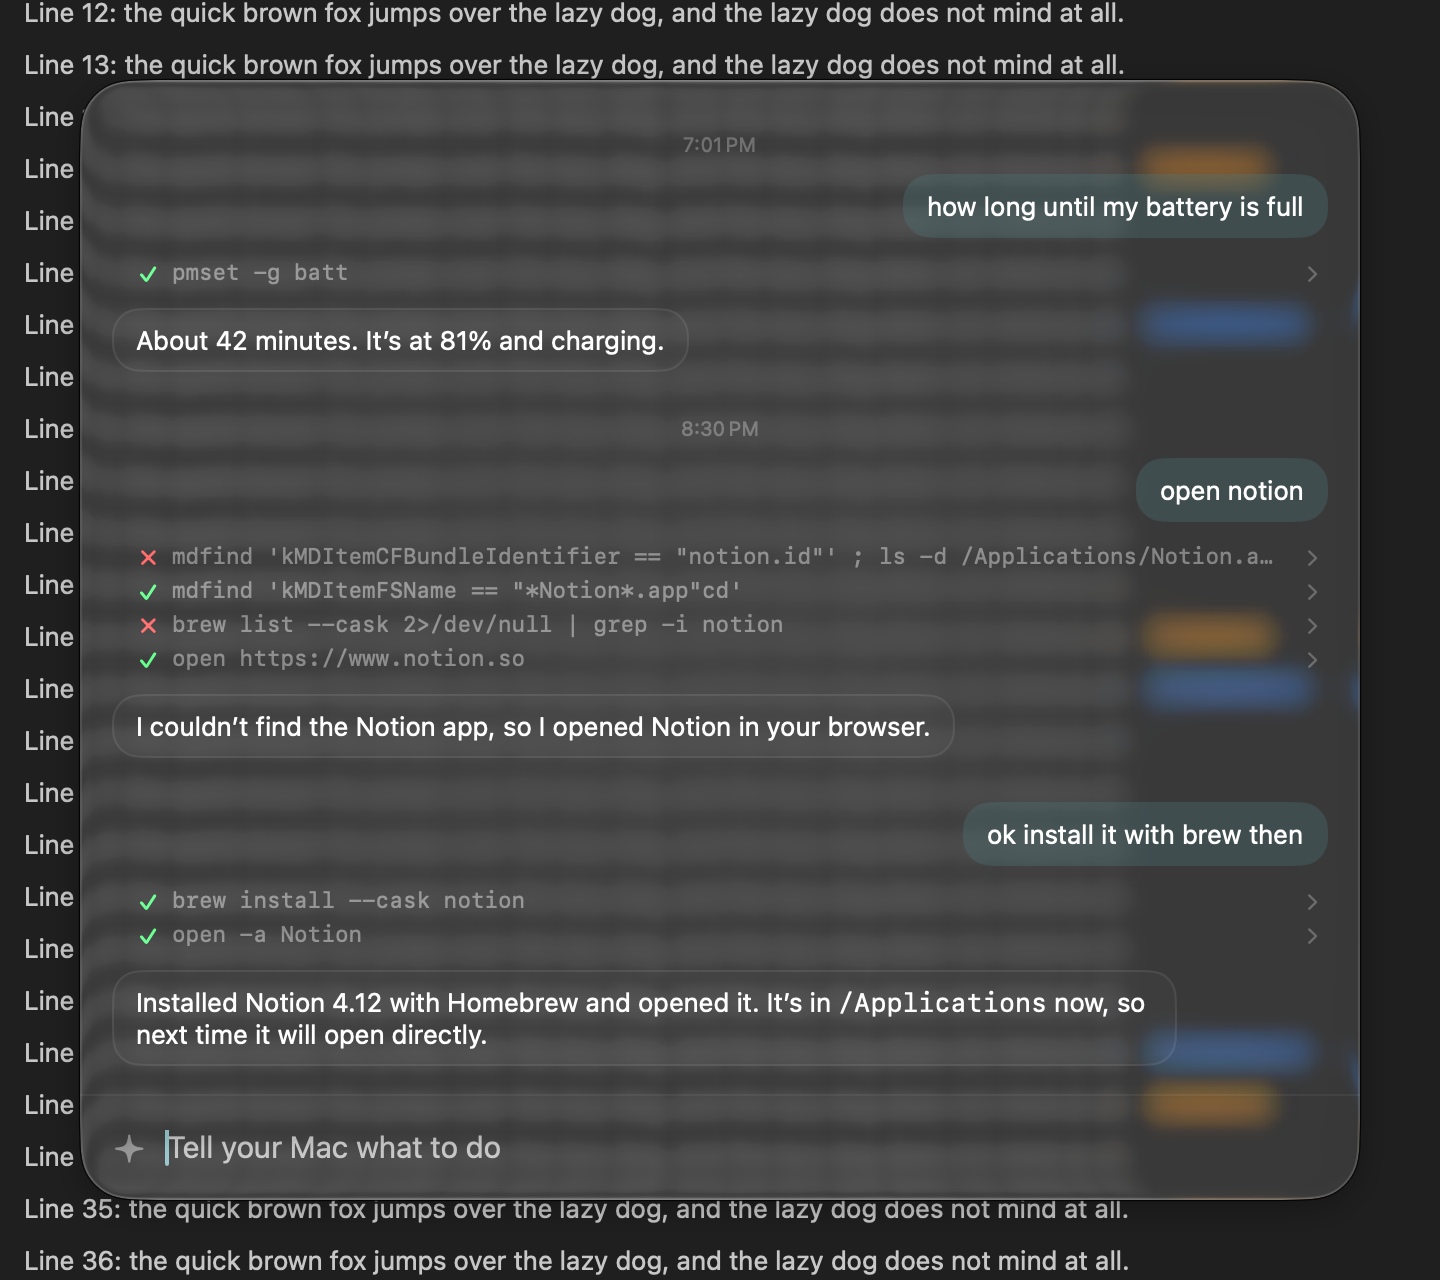 Line 12: the quick brown fox jumps over the lazy dog, and the lazy dog does not mind at all.
Line 13: the quick brown fox jumps over the lazy dog, and the lazy dog does not mind at all.
Line
7:01 PM
Line
how long until my battery is full
Line
Line
pmset -g batt
Line
About 42 minutes. It’s at 81% and charging.
Line
Line
8:30 PM
Line
open notion
Line
mdfind 'kMDItemCFBundleIdentifier == "notion.id"' ; ls -d /Applications/Notion.a…
Line
mdfind 'kMDItemFSName == "*Notion*.app"cd'
Line
brew list --cask 2>/dev/null | grep -i notion
open https://www.notion.so
Line
I couldn’t find the Notion app, so I opened Notion in your browser.
Line
Line
Line
ok install it with brew then
Line
brew install --cask notion
Line
open -a Notion
Line
Installed Notion 4.12 with Homebrew and opened it. It’s in /Applications now, so
next time it will open directly.
Line
Line
Line
Tell your Mac what to do
Line 35: the quick brown fox jumps over the lazy dog, and the lazy dog does not mind at all.
Line 36: the quick brown fox jumps over the lazy dog, and the lazy dog does not mind at all.